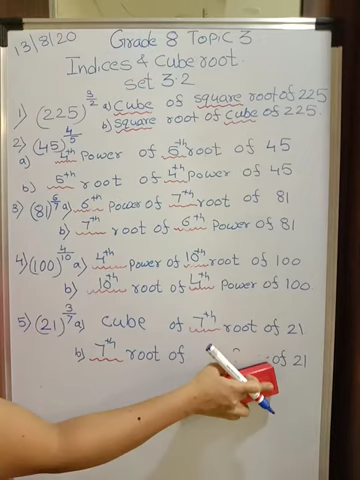 13/8/20 Grade 8 Topic 3
Indices & Cube root.
set 3.2
1) (225)^3/2 a) Cube of square root of 225
b) square root of cube of 225.
2) (45)^4/5
a) 4th power of 5th root of 45
b) 5th root of 4th power of 45
3) (81)^6/7 a) 6th Power of 7th root of 81
b) 7th root of 6th Power of 81
4) (100)^4/10 a) 4th Power of 10th root of 100
b) 10th root of 4th Power of 100
5) (21)^3/7 a) cube of 7th root of 21
b) 7th root of of 21